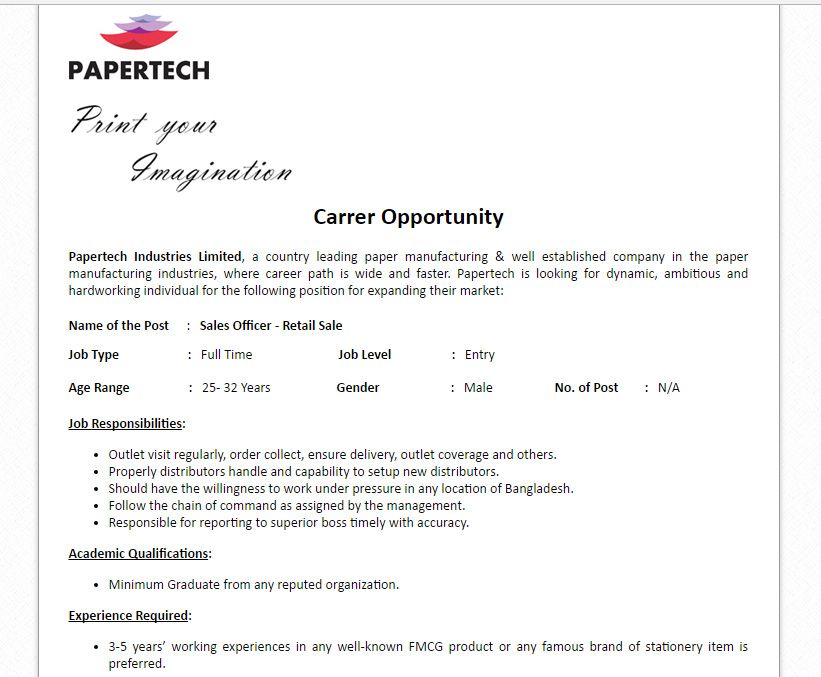 PAPERTECH
Print your
Imagination
Carrer Opportunity
Papertech Industries Limited, a country leading paper manufacturing & well established company in the paper
manufacturing industries, where career path is wide and faster. Papertech is looking for dynamic, ambitious and
hardworking individual for the following position for expanding their market:
Name of the Post : Sales Officer - Retail Sale
Job Type : Full Time Job Level : Entry
Age Range : 25- 32 Years Gender : Male No. of Post : N/A
Job Responsibilities:
• Outlet visit regularly, order collect, ensure delivery, outlet coverage and others.
• Properly distributors handle and capability to setup new distributors.
• Should have the willingness to work under pressure in any location of Bangladesh.
• Follow the chain of command as assigned by the management.
• Responsible for reporting to superior boss timely with accuracy.
Academic Qualifications:
• Minimum Graduate from any reputed organization.
Experience Required:
• 3-5 years’ working experiences in any well-known FMCG product or any famous brand of stationery item is
preferred.